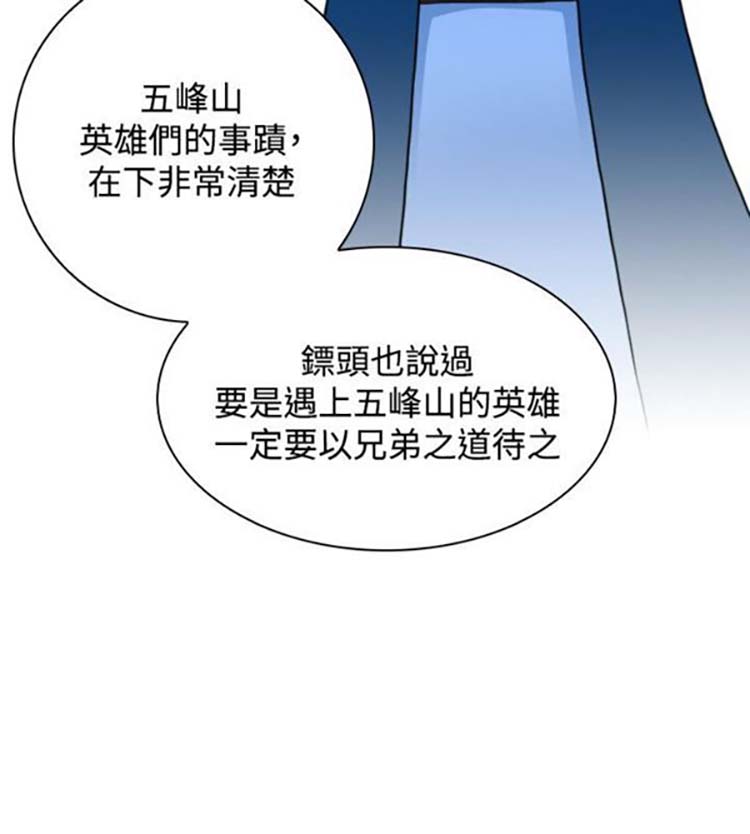 五峰山
英雄們的事蹟，
在下非常清楚
鏢頭也說過
要是遇上五峰山的英雄
一定要以兄弟之道待之